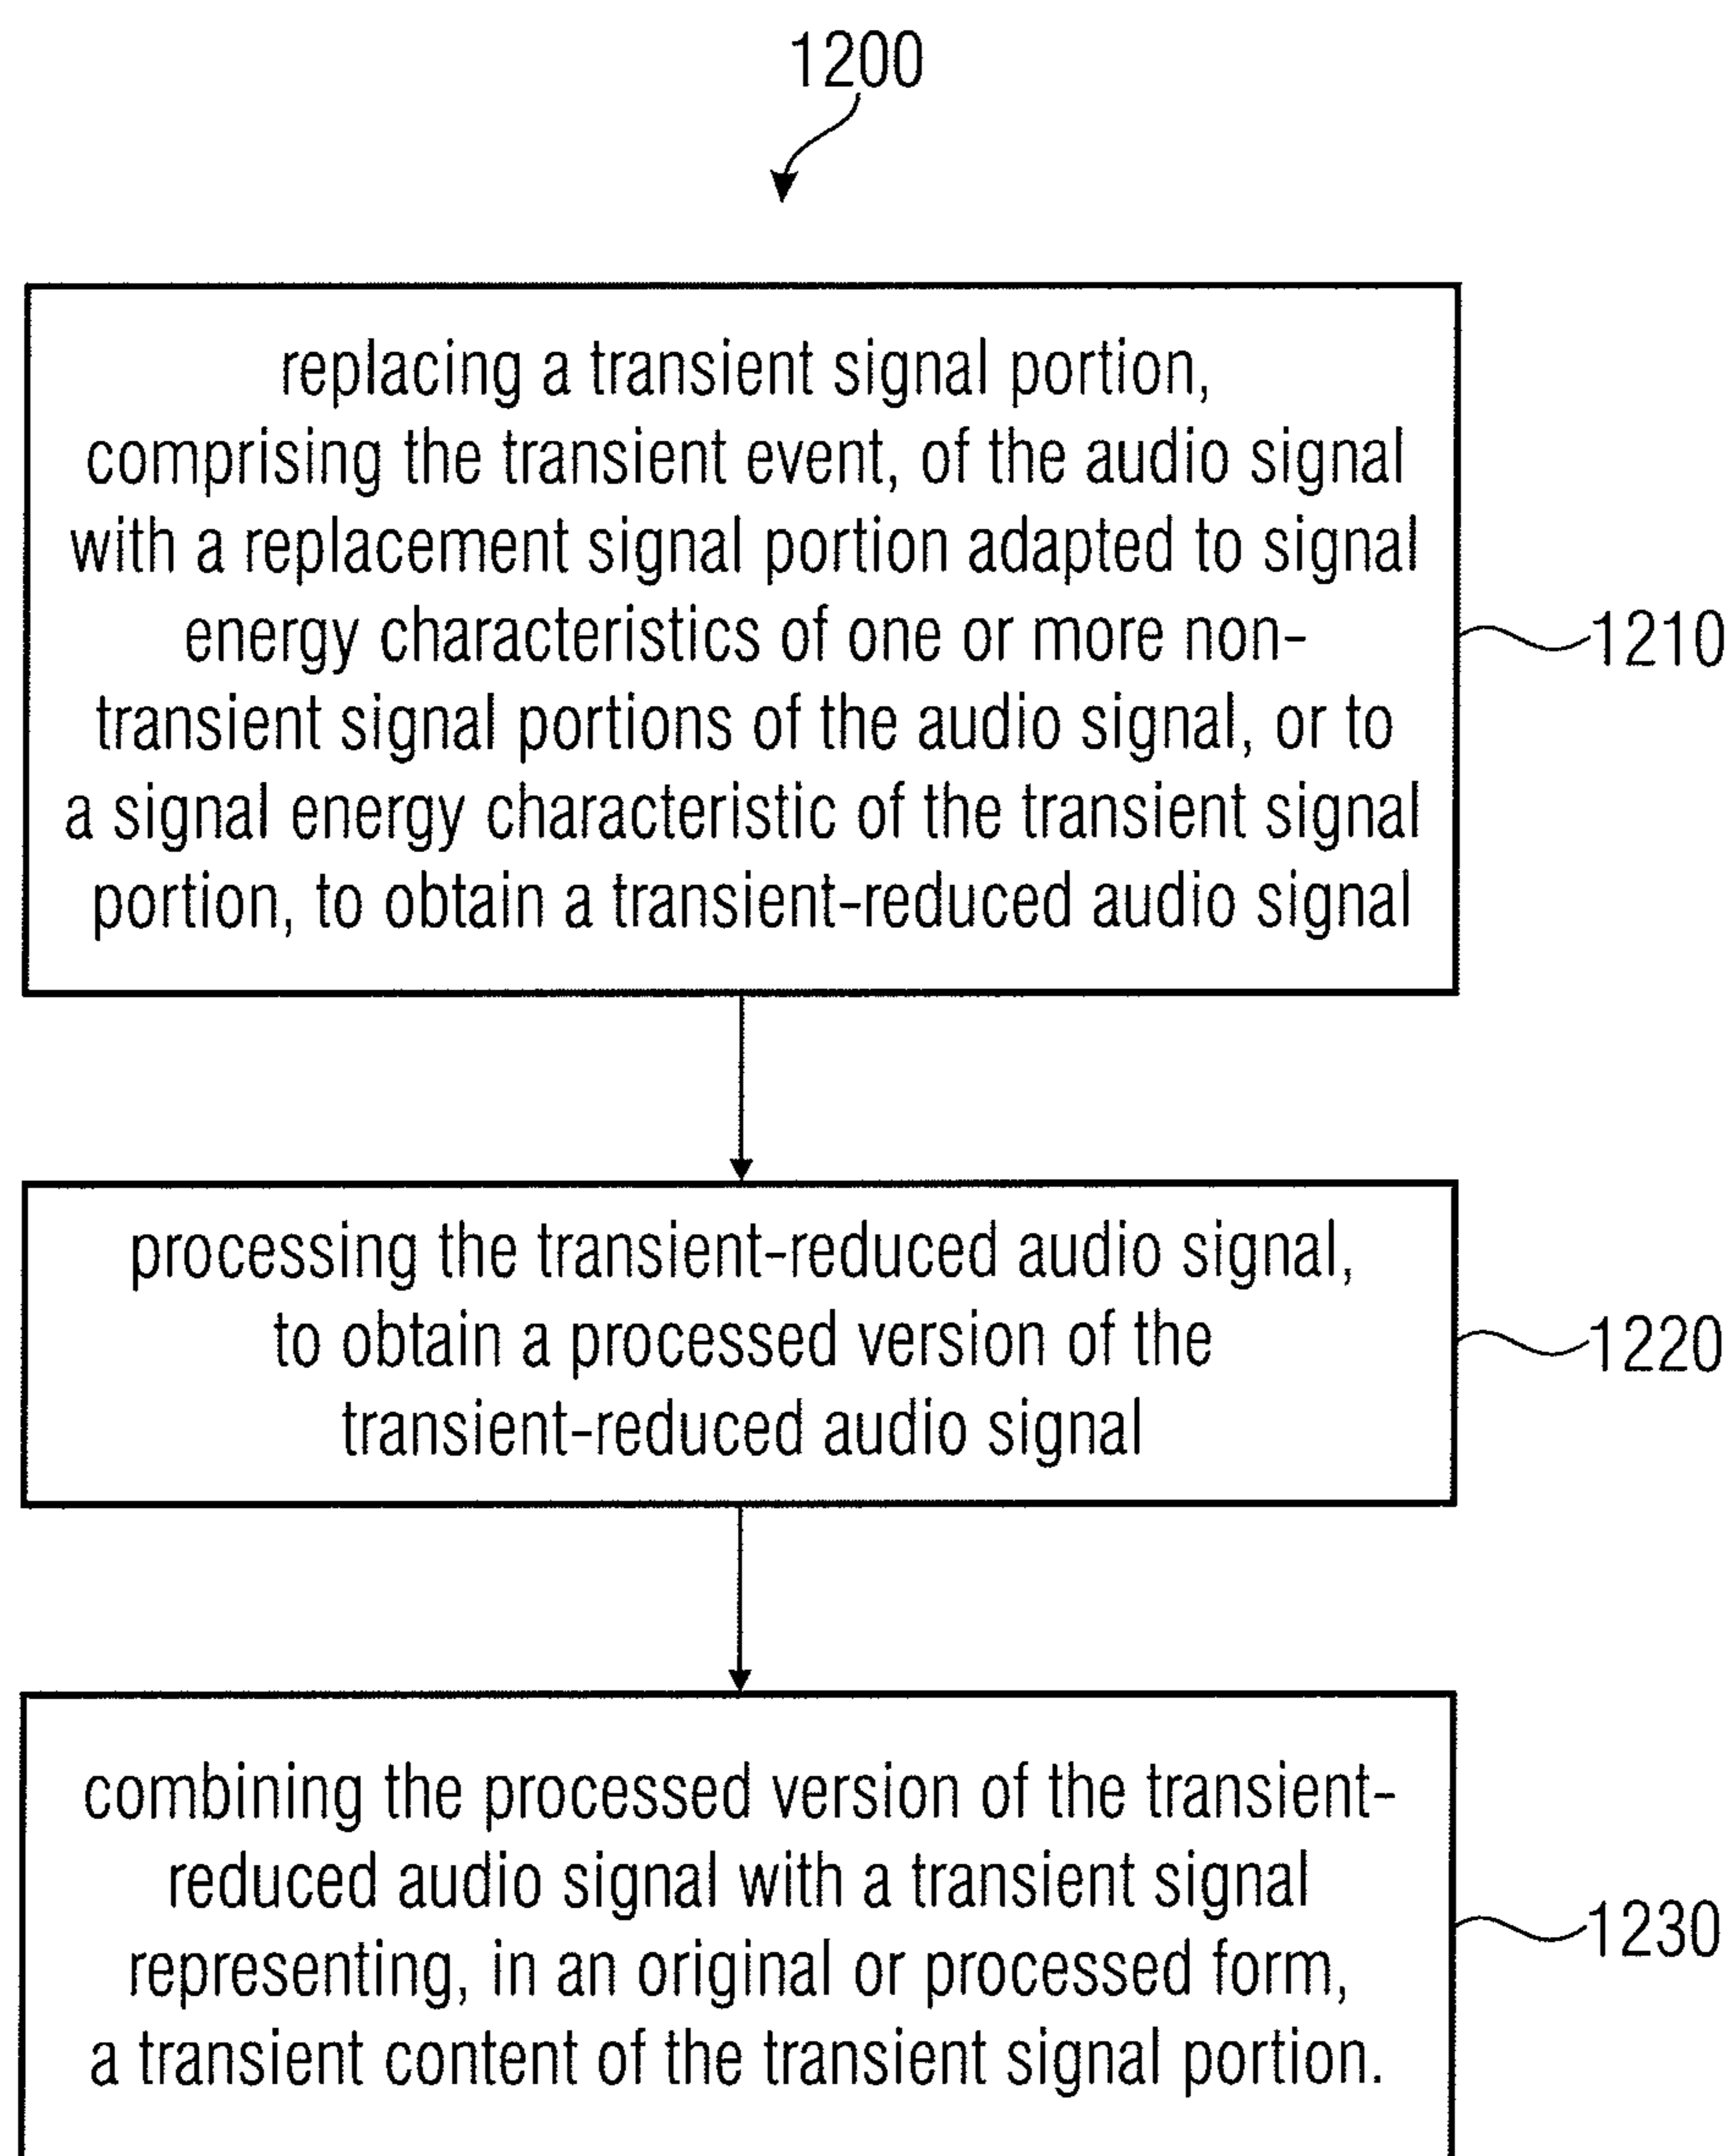 1200
replacing a transient signal portion,
comprising the transient event, of the audio signal
with a replacement signal portion adapted to signal
energy characteristics of one or more non-
transient signal portions of the audio signal, or to
a signal energy characteristic of the transient signal
portion, to obtain a transient-reduced audio signal
1210
processing the transient-reduced audio signal,
to obtain a processed version of the
transient-reduced audio signal
1220
combining the processed version of the transient-
reduced audio signal with a transient signal
representing, in an original or processed form,
a transient content of the transient signal portion.
1230